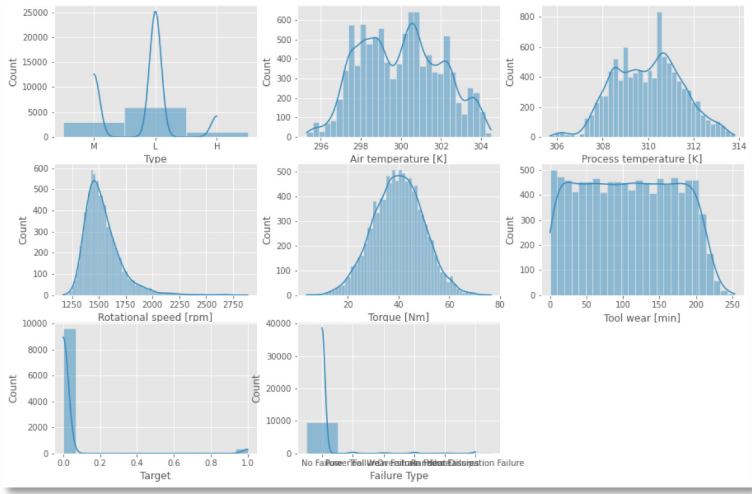 25000
20000
15000
10000
5000
0
Count
M L H
Type
600
500
400
300
200
100
0
Count
296 298 300 302 304
Air temperature [K]
800
600
400
200
0
Count
306 308 310 312 314
Process temperature [K]
600
500
400
300
200
100
0
Count
1250 1500 1750 2000 2250 2500 2750
Rotational speed [rpm]
500
400
300
200
100
0
Count
20 40 60 80
Torque [Nm]
500
400
300
200
100
0
Count
0 50 100 150 200 250
Tool wear [min]
10000
8000
6000
4000
2000
0
Count
0.0 0.2 0.4 0.6 0.8 1.0
Target
40000
30000
20000
10000
0
Count
No Failure Failure
Failure Type